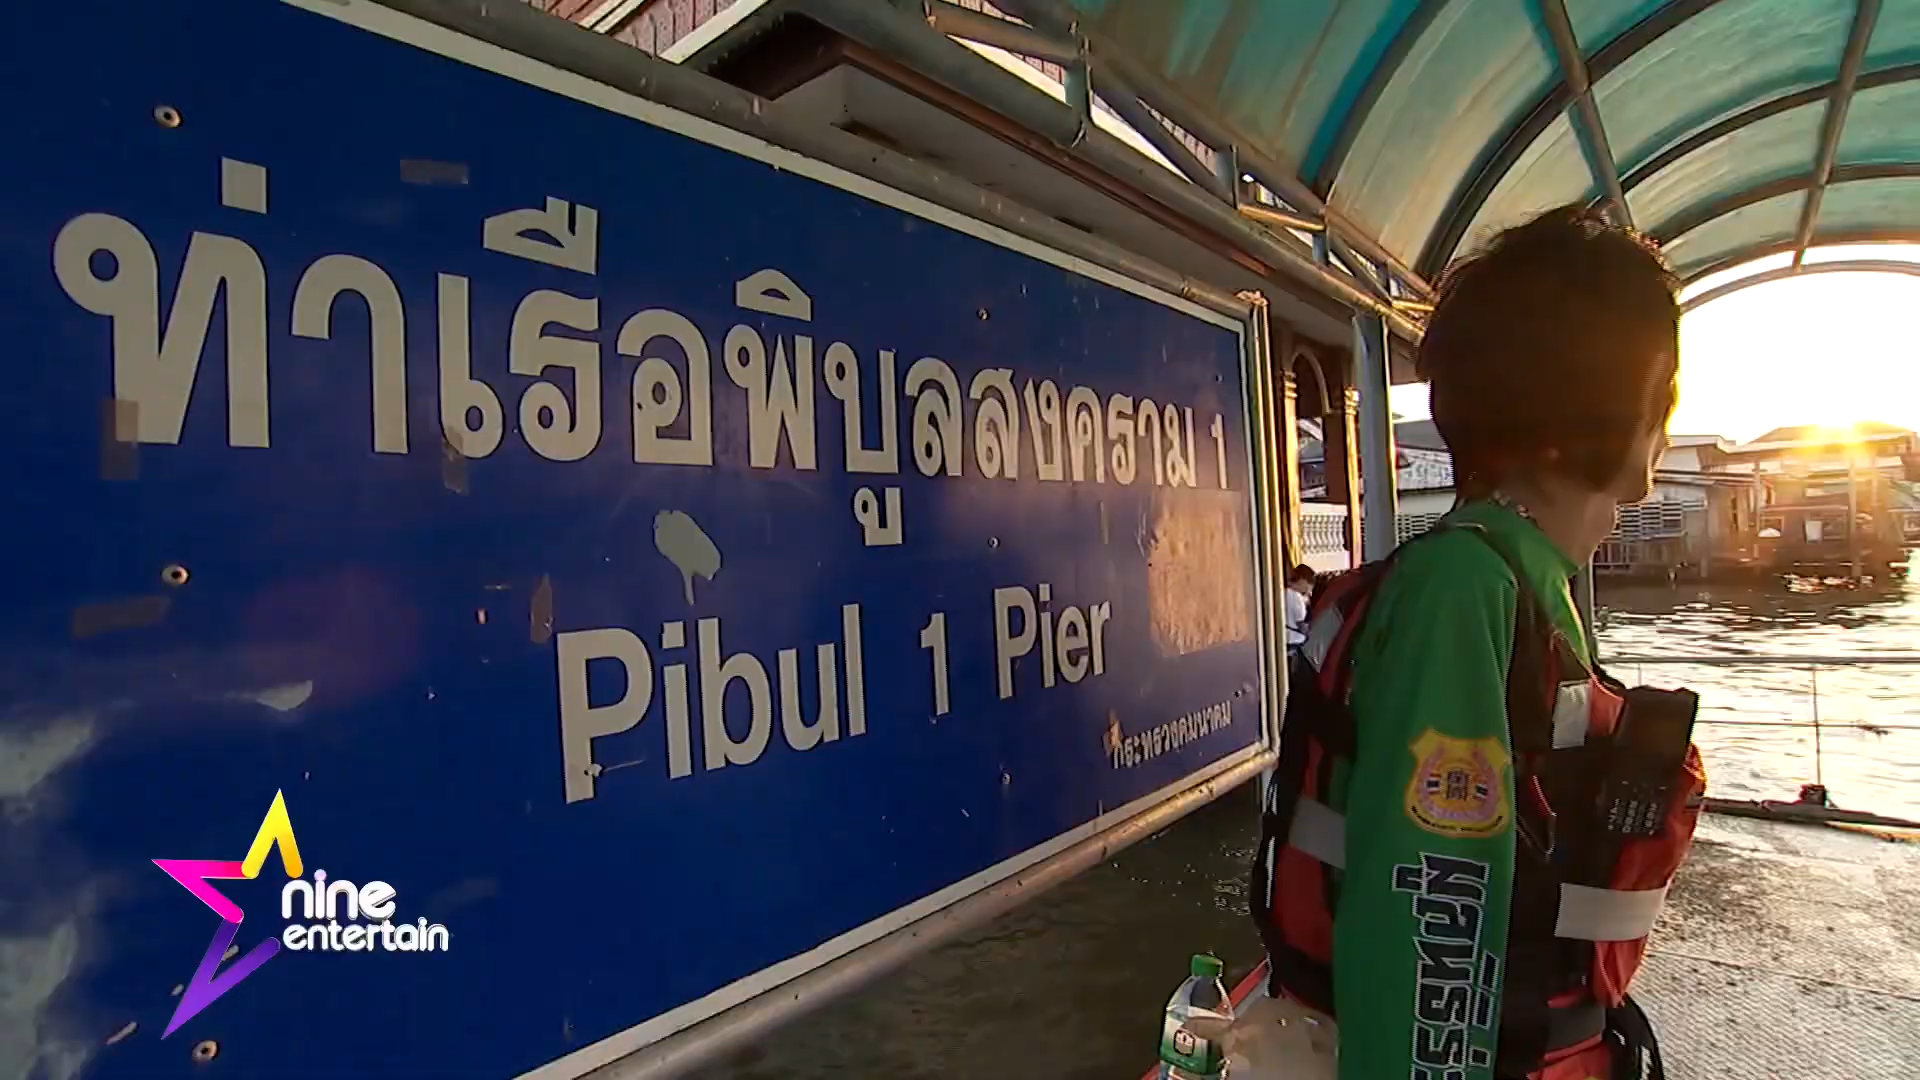 ท่าเรือพิบูลสงคราม 1
Pibul 1 Pier
กระทรวงคมนาคม
nine
entertain